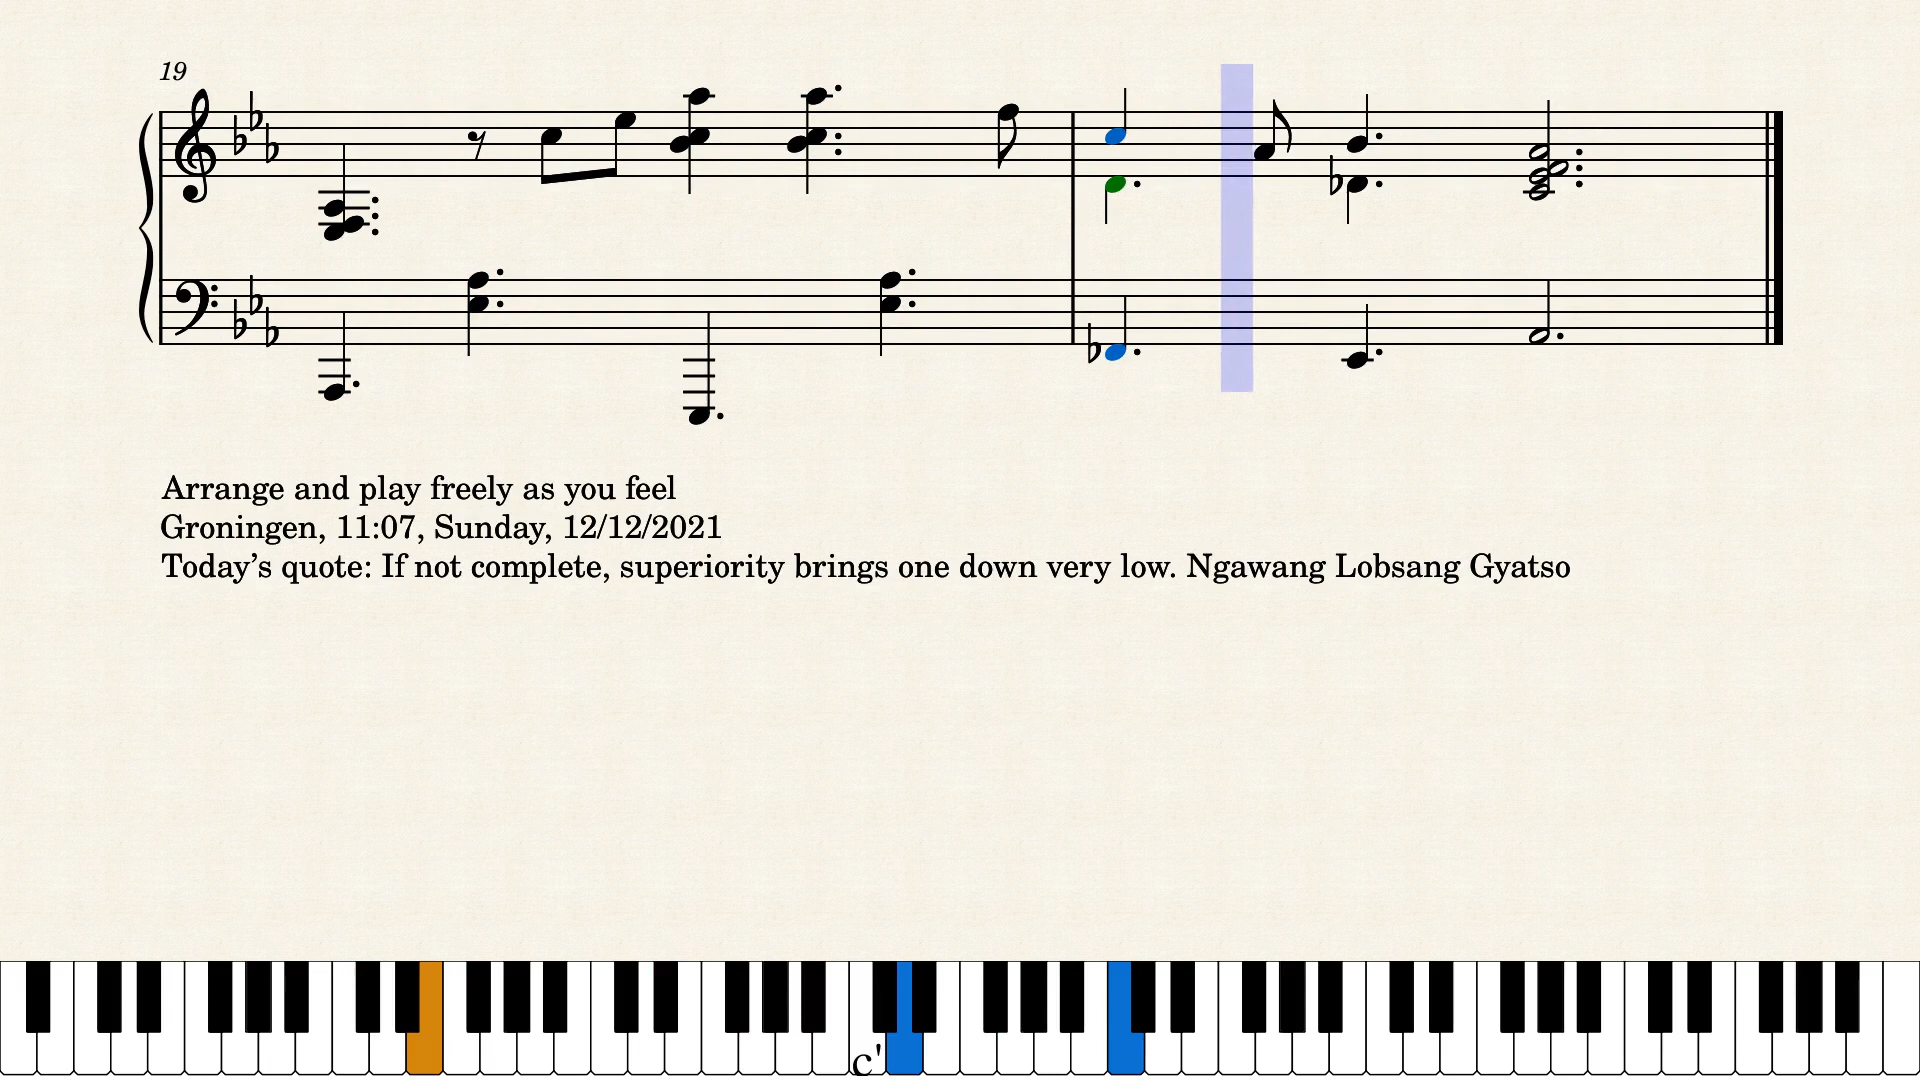 19
Arrange and play freely as you feel
Groningen, 11:07, Sunday, 12/12/2021
Today’s quote: If not complete, superiority brings one down very low. Ngawang Lobsang Gyatso
c'